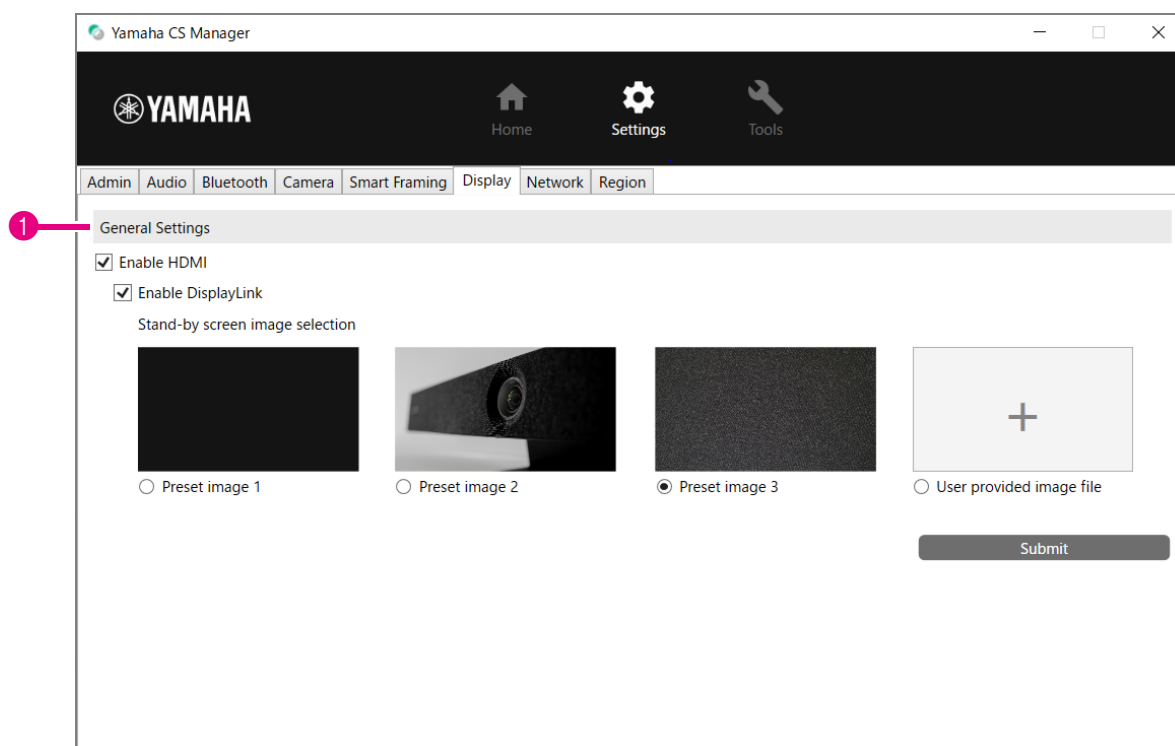 Yamaha CS Manager
YAMAHA
Home Settings Tools
Admin Audio Bluetooth Camera Smart Framing Display Network Region
1 General Settings
Enable HDMI
Enable DisplayLink
Stand-by screen image selection
Preset image 1 Preset image 2 Preset image 3 User provided image file
Submit